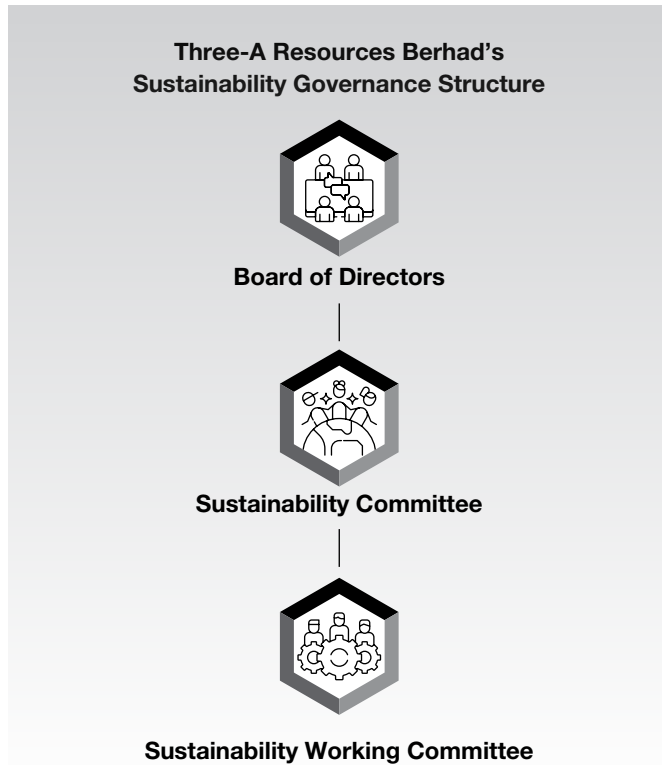 Three-A Resources Berhad's
Sustainability Governance Structure
Board of Directors
Sustainability Committee
Sustainability Working Committee